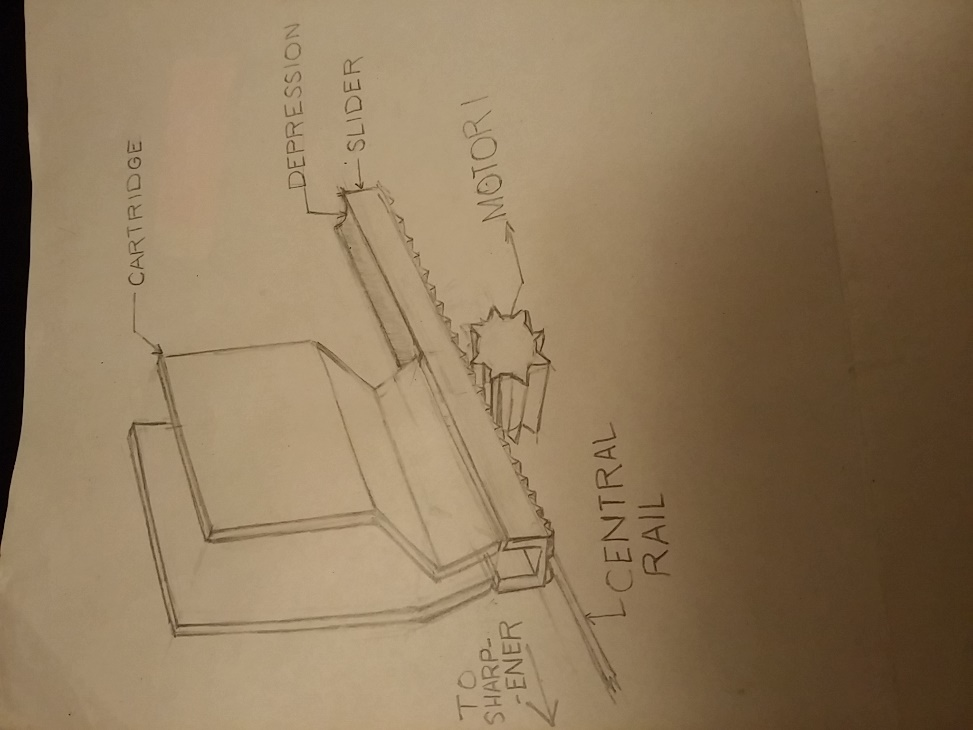 CARTRIDGE
DEPRESSION
SLIDER
MOTOR 1
CENTRAL
RAIL
TO
SHARP-
-ENER